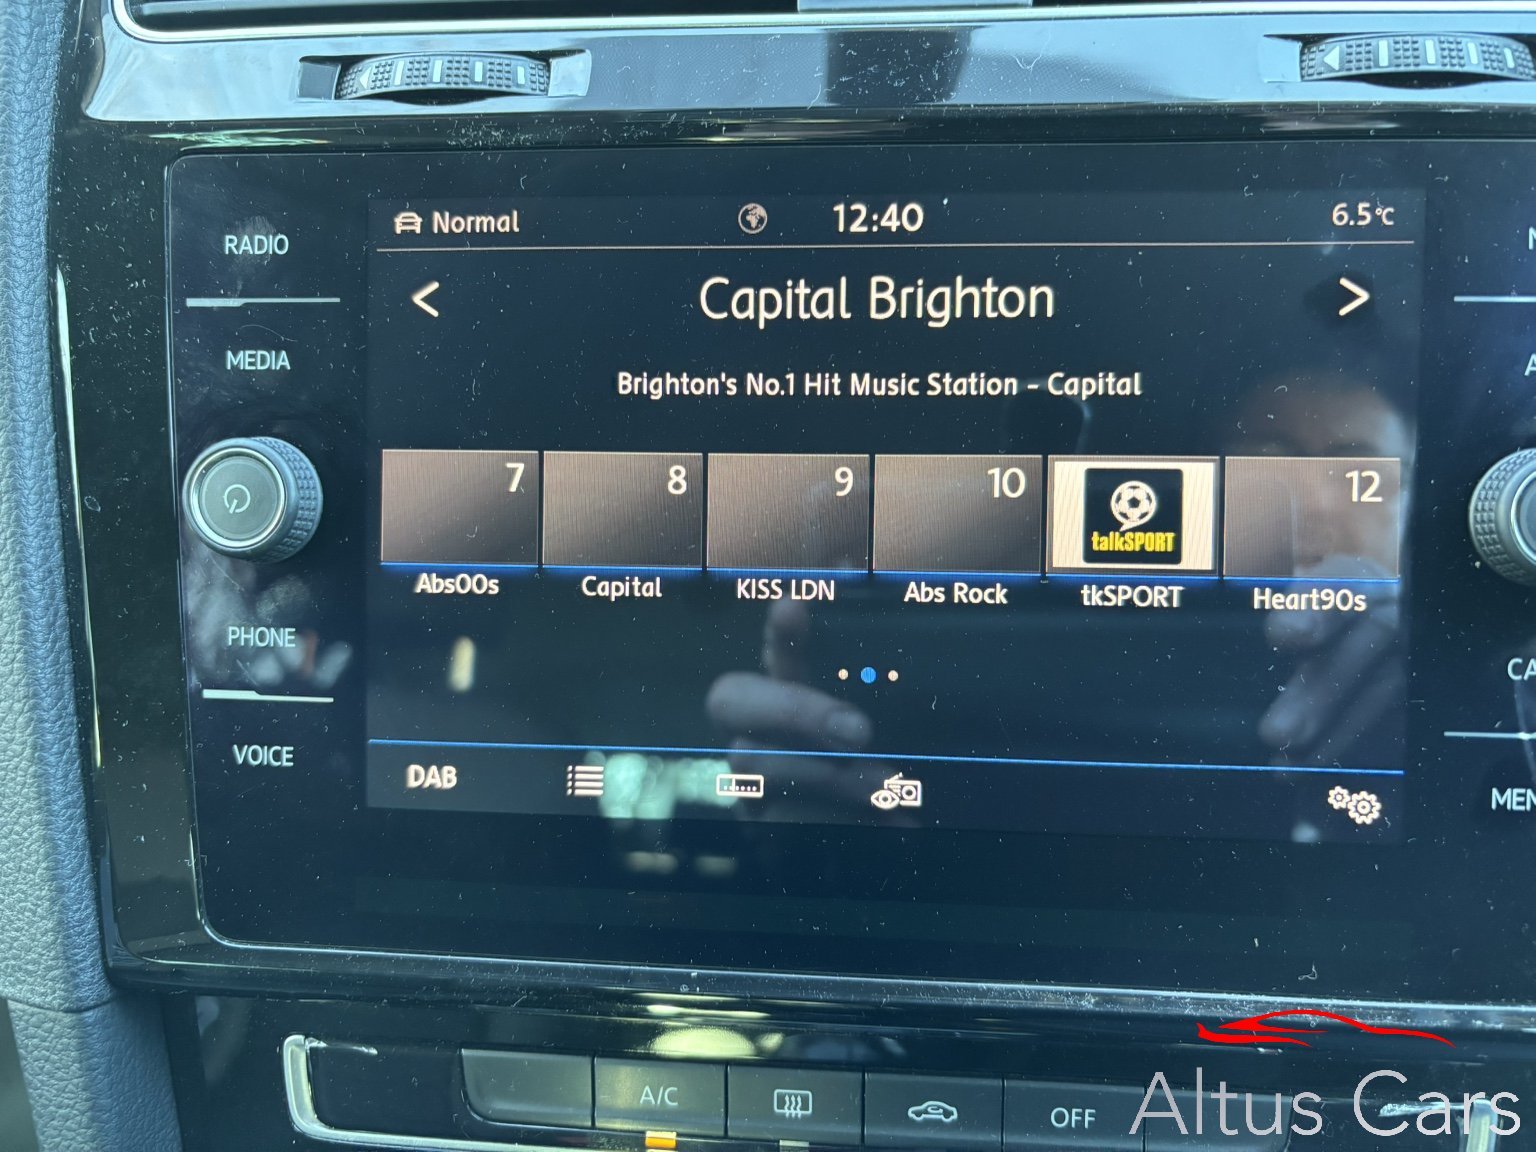 Normal
12:40
6.5°C
RADIO
MEDIA
PHONE
VOICE
Capital Brighton
Brighton's No.1 Hit Music Station - Capital
7
8
9
10
talkSPORT
12
Abs00s
Capital
KISS LDN
Abs Rock
tkSPORT
Heart90s
DAB
A/C
OFF
Altus Cars